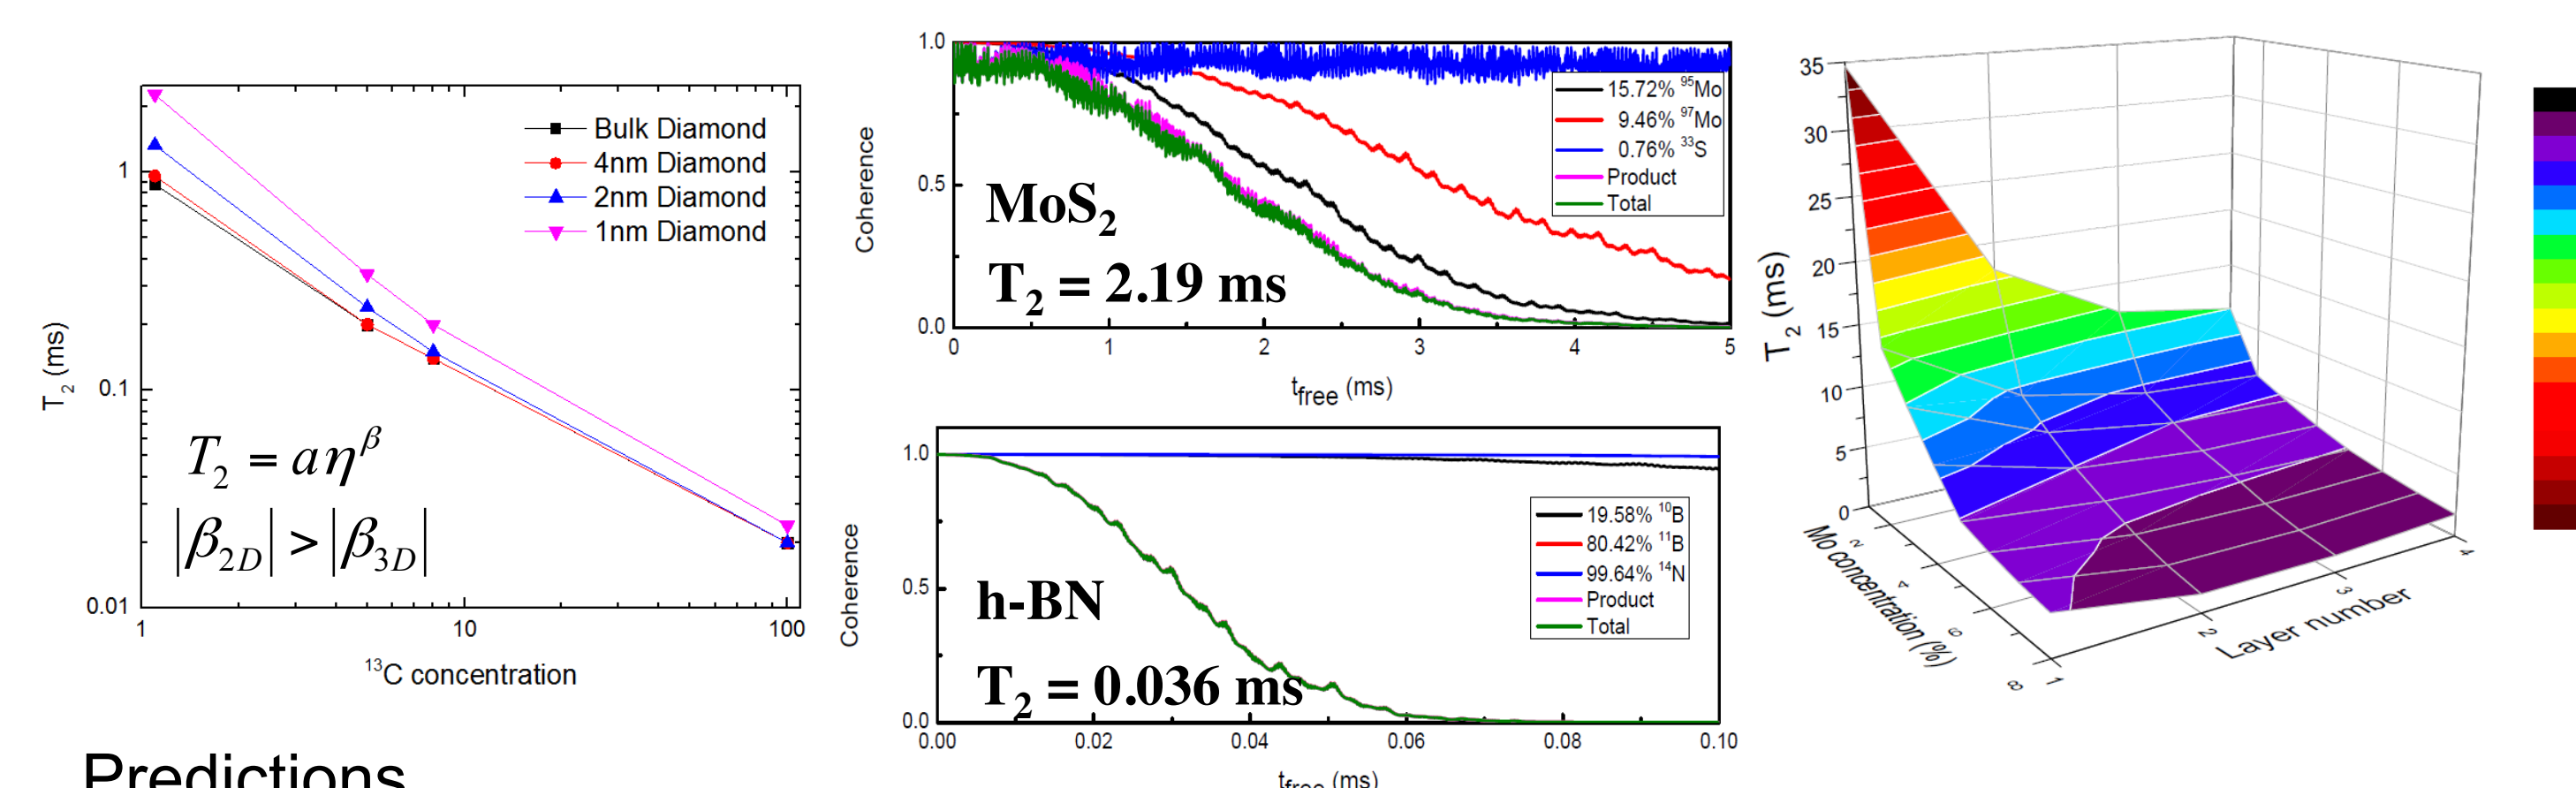 Bulk Diamond
4nm Diamond
2nm Diamond
1nm Diamond
1
0.1
0.01
T2 (ms)
T2 = aη^β
|β2D| > |β3D|
1 10 100
¹³C concentration
1.0
0.5
0.0
Coherence
15.72% ⁹⁵Mo
9.46% ⁹⁷Mo
0.76% ³³S
Product
Total
MoS₂
T₂ = 2.19 ms
0 1 2 3 4 5
tfree (ms)
1.0
0.5
0.0
Coherence
19.58% ¹⁰B
80.42% ¹¹B
99.64% ¹⁴N
Product
Total
h-BN
T₂ = 0.036 ms
0.00 0.02 0.04 0.06 0.08 0.10
tfree (ms)
35
30
25
20
15
10
5
0
T2 (ms)
2 4 6 8
Mo concentration (%)
1 2 3 4
Layer number
Predictions